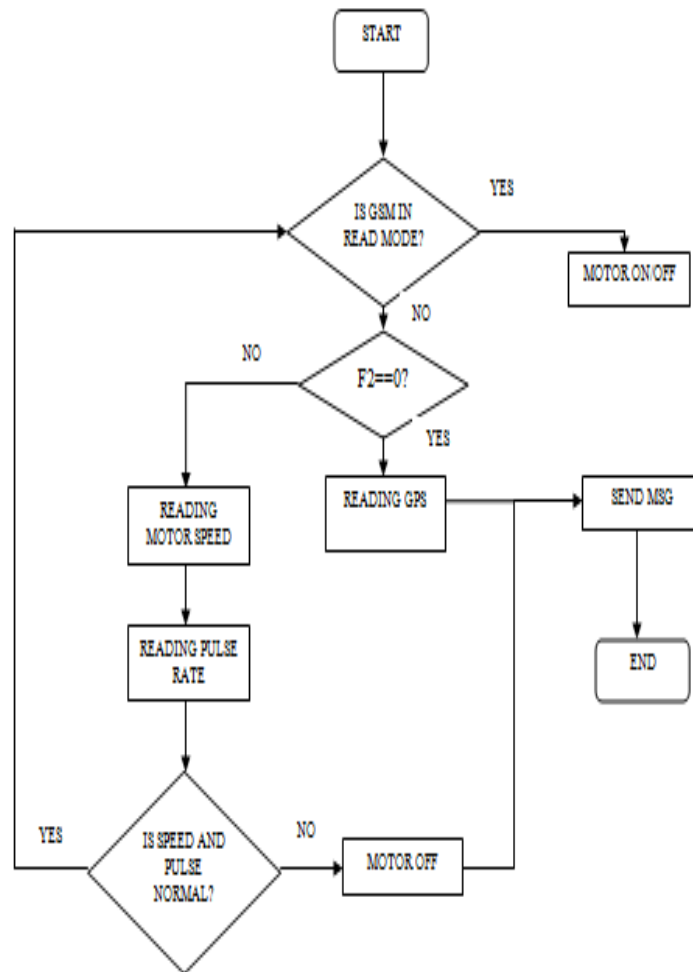 START
IS GSM IN
READ MODE?
YES
MOTOR ON/OFF
NO
NO
F2==0?
YES
READING
MOTOR SPEED
READING GPS
SEND MSG
READING PULSE
RATE
END
YES
IS SPEED AND
PULSE
NORMAL?
NO
MOTOR OFF